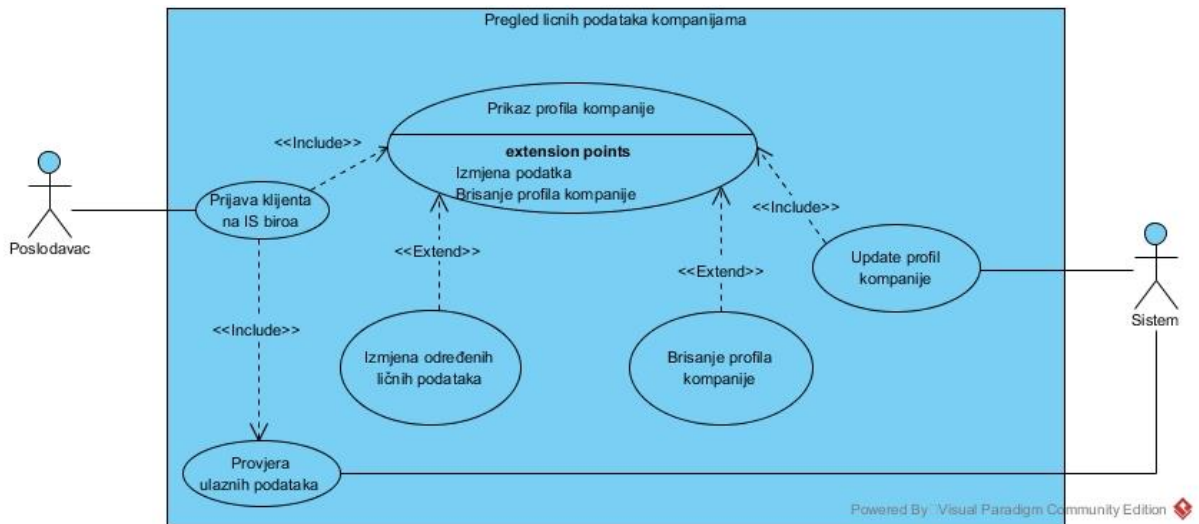 Pregled licnih podataka kompanijama
Prikaz profila kompanije
<<Include>>
extension points
Izmjena podatka
Brisanje profila kompanije
Prijava klijenta
na IS biroa
<<Include>>
Poslodavac
<<Extend>>
<<Extend>>
Update profil
kompanije
Sistem
<<Include>>
Izmjena određenih
ličnih podataka
Brisanje profila
kompanije
Provjera
ulaznih podataka
Powered By Visual Paradigm Community Edition